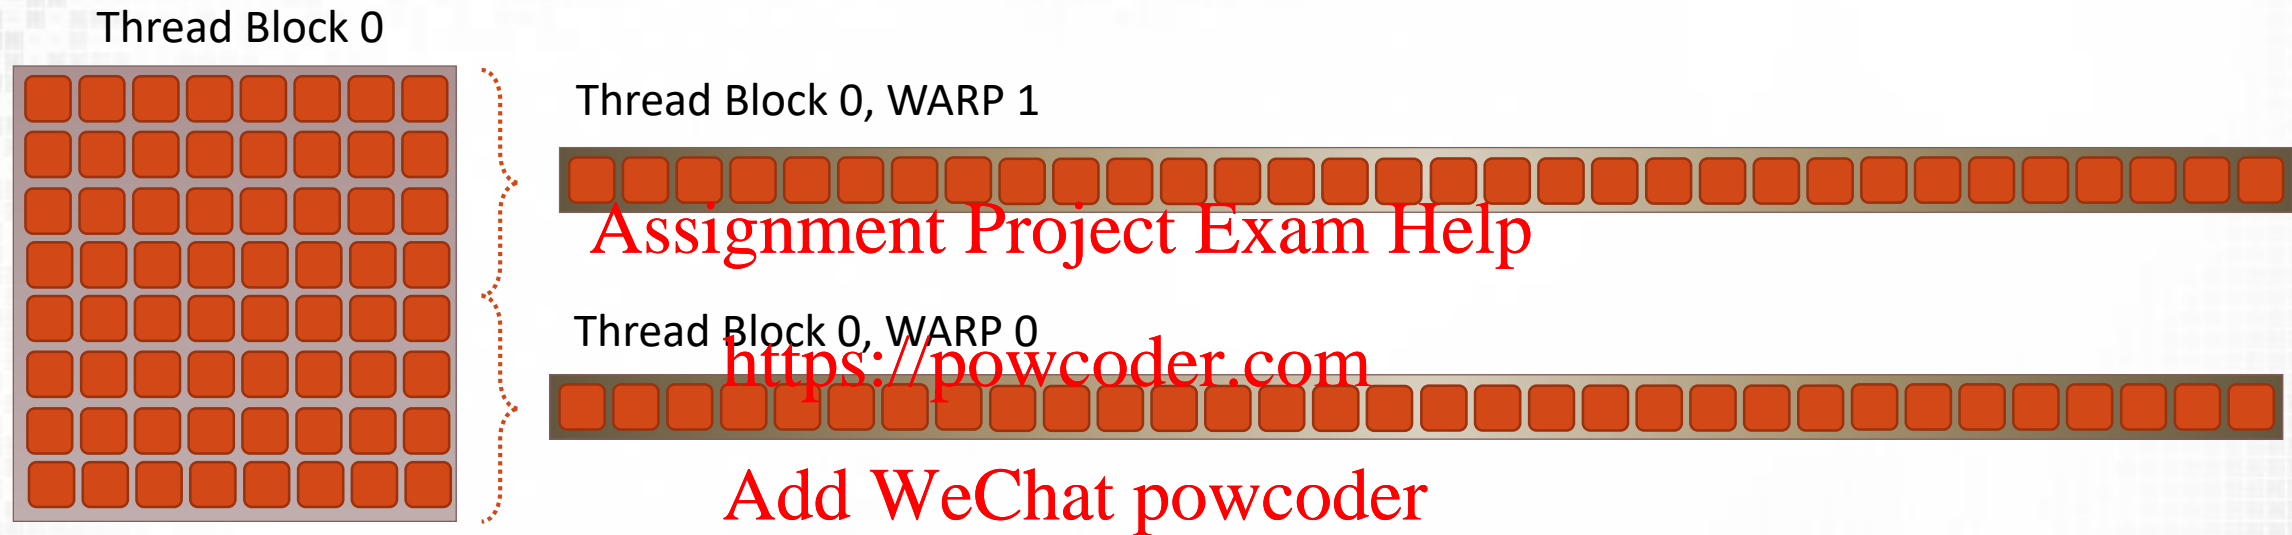 Thread Block 0
Thread Block 0, WARP 1
Assignment Project Exam Help
Thread Block 0, WARP 0
https://powcoder.com
Add WeChat powcoder